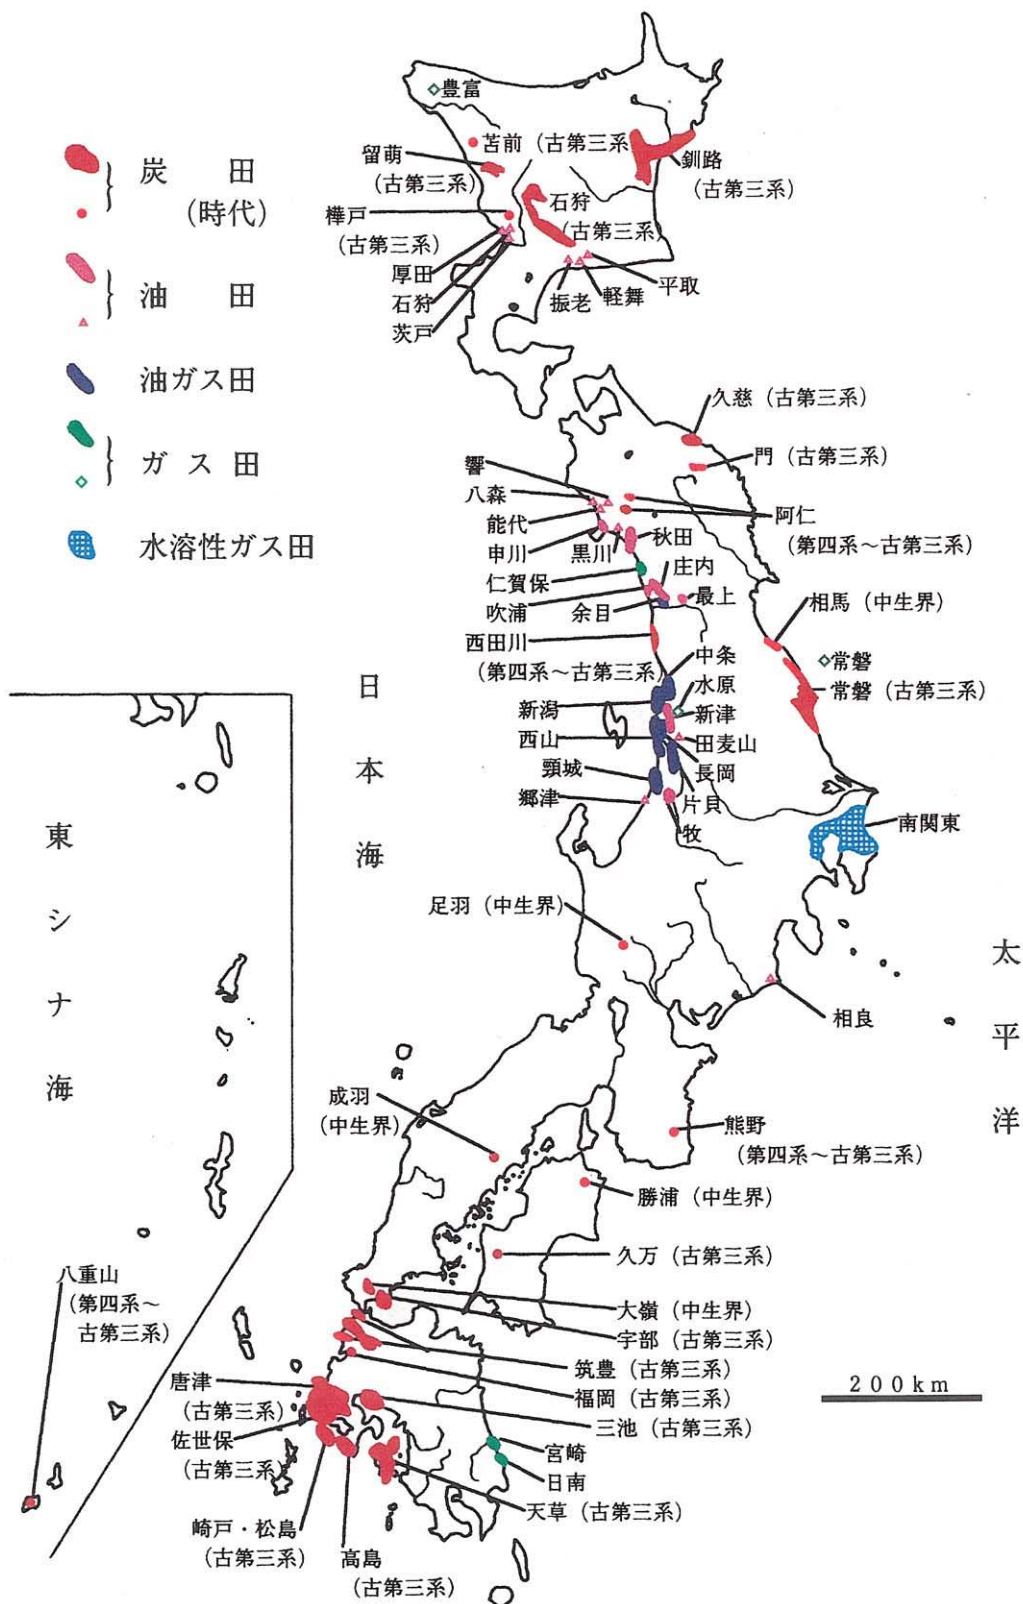 炭田
(時代)
油田
油ガス田
ガス田
水溶性ガス田
豊富
苫前(古第三系)
留萌
(古第三系)
釧路
(古第三系)
石狩
(古第三系)
樺戸
(古第三系)
厚田
石狩
茨戸
振老
軽舞
平取
久慈(古第三系)
門(古第三系)
響
八森
能代
申川
黒川
秋田
阿仁
(第四系~古第三系)
仁賀保
庄内
吹浦
余目
最上
相馬(中生界)
西田川
(第四系~古第三系)
常磐
常磐(古第三系)
中条
水原
新潟
新津
西山
田麦山
長岡
頸城
片貝
郷津
牧
南関東
日本海
東シナ海
太平洋
足羽(中生界)
相良
成羽
(中生界)
熊野
(第四系~古第三系)
勝浦(中生界)
久万(古第三系)
八重山
(第四系~
古第三系)
大嶺(中生界)
宇部(古第三系)
筑豊(古第三系)
福岡(古第三系)
三池(古第三系)
唐津
(古第三系)
佐世保
(古第三系)
宮崎
日南
天草(古第三系)
崎戸・松島
(古第三系)
高島
(古第三系)
200km